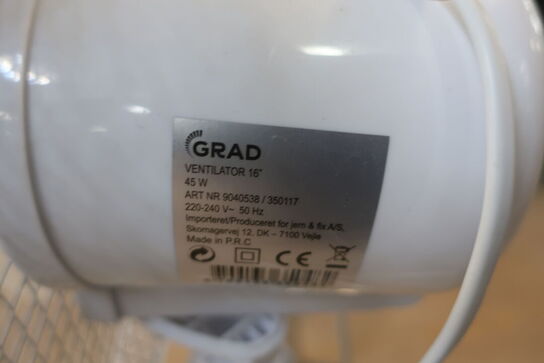 GRAD
VENTILATOR 16"
45 W
ART NR 9040538 / 350117
220-240 V~ 50 Hz
Importeret/Produceret for jem & fix A/S,
Skomagervej 12, DK – 7100 Vejle
Made in P.R.C
CE